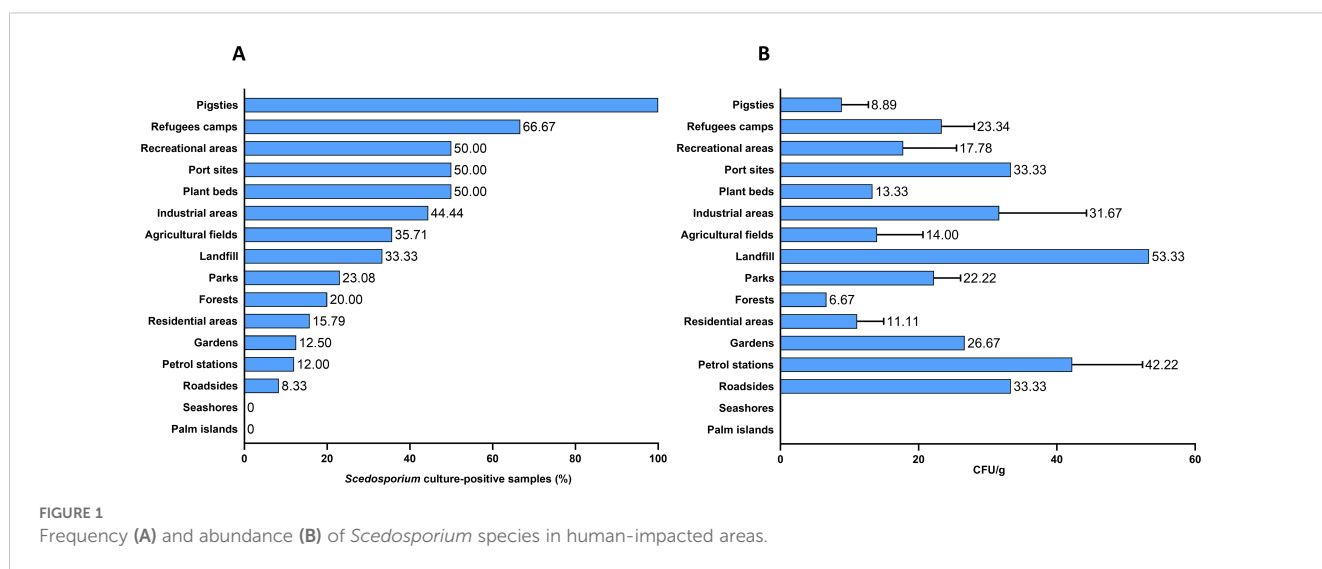 A
Pigsties
Refugees camps 66.67
Recreational areas 50.00
Port sites 50.00
Plant beds 50.00
Industrial areas 44.44
Agricultural fields 35.71
Landfill 33.33
Parks 23.08
Forests 20.00
Residential areas 15.79
Gardens 12.50
Petrol stations 12.00
Roadsides 8.33
Seashores 0
Palm islands 0
0 20 40 60 80 100
Scedosporium culture-positive samples (%)
B
Pigsties 8.89
Refugees camps 23.34
Recreational areas 17.78
Port sites 33.33
Plant beds 13.33
Industrial areas 31.67
Agricultural fields 14.00
Landfill 53.33
Parks 22.22
Forests 6.67
Residential areas 11.11
Gardens 26.67
Petrol stations 42.22
Roadsides 33.33
Seashores
Palm islands
0 20 40 60
CFU/g
FIGURE 1
Frequency (A) and abundance (B) of Scedosporium species in human-impacted areas.